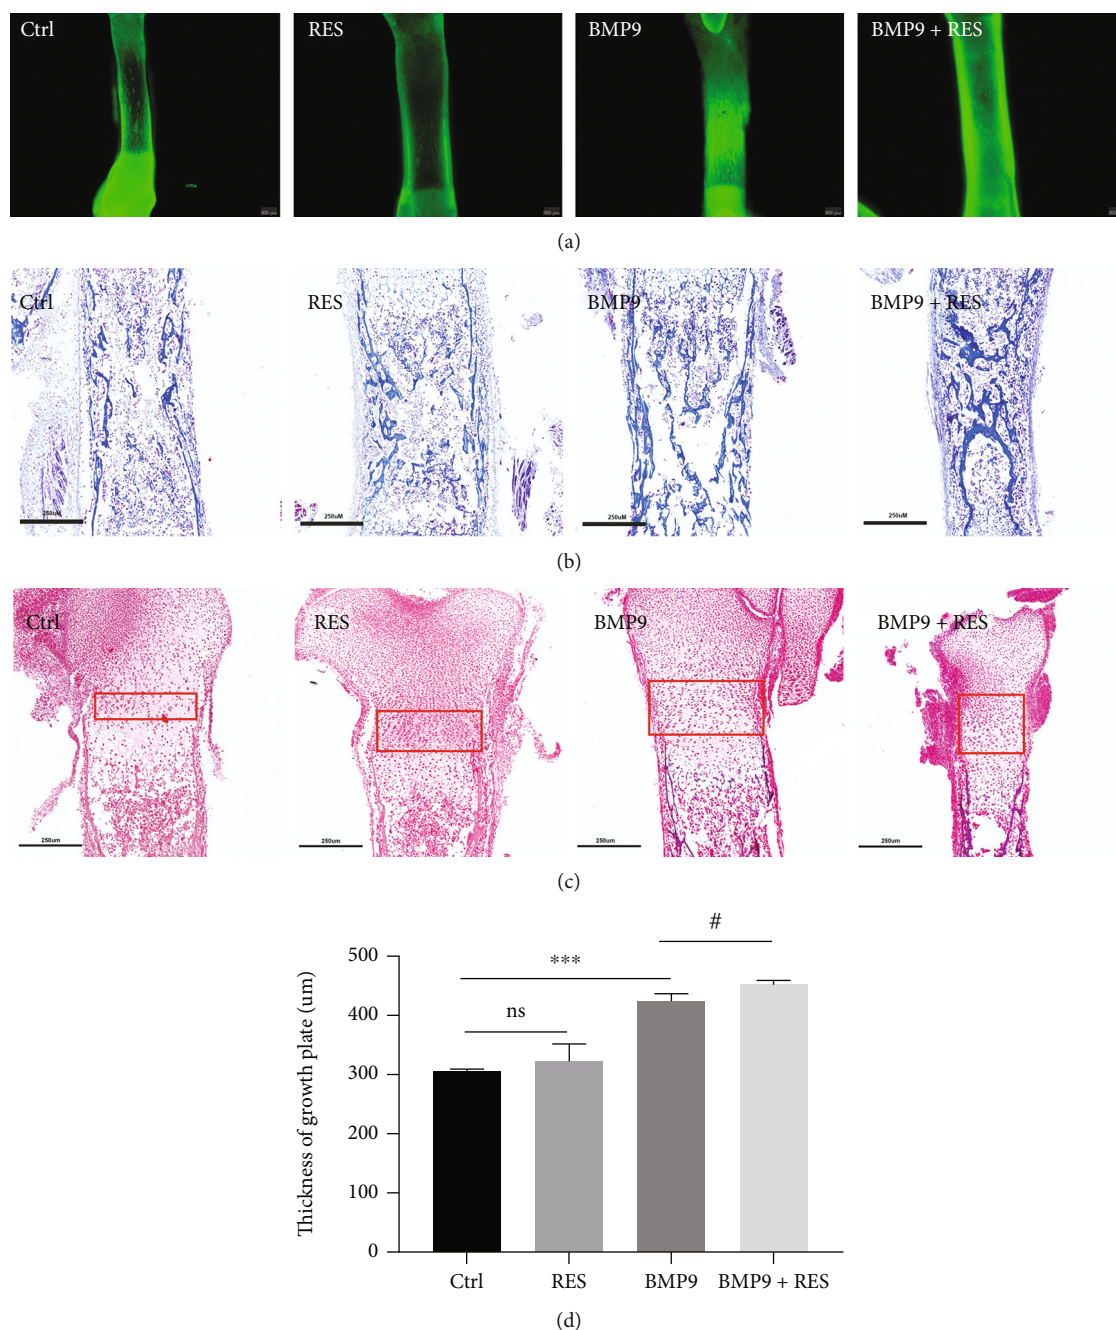 Ctrl
RES
BMP9
BMP9 + RES
(a)
Ctrl
RES
BMP9
BMP9 + RES
250uM
250uM
250uM
250uM
(b)
Ctrl
RES
BMP9
BMP9 + RES
250um
250um
250um
250um
(c)
Thickness of growth plate (um)
500
400
300
200
100
0
ns
***
#
Ctrl
RES
BMP9
BMP9 + RES
(d)